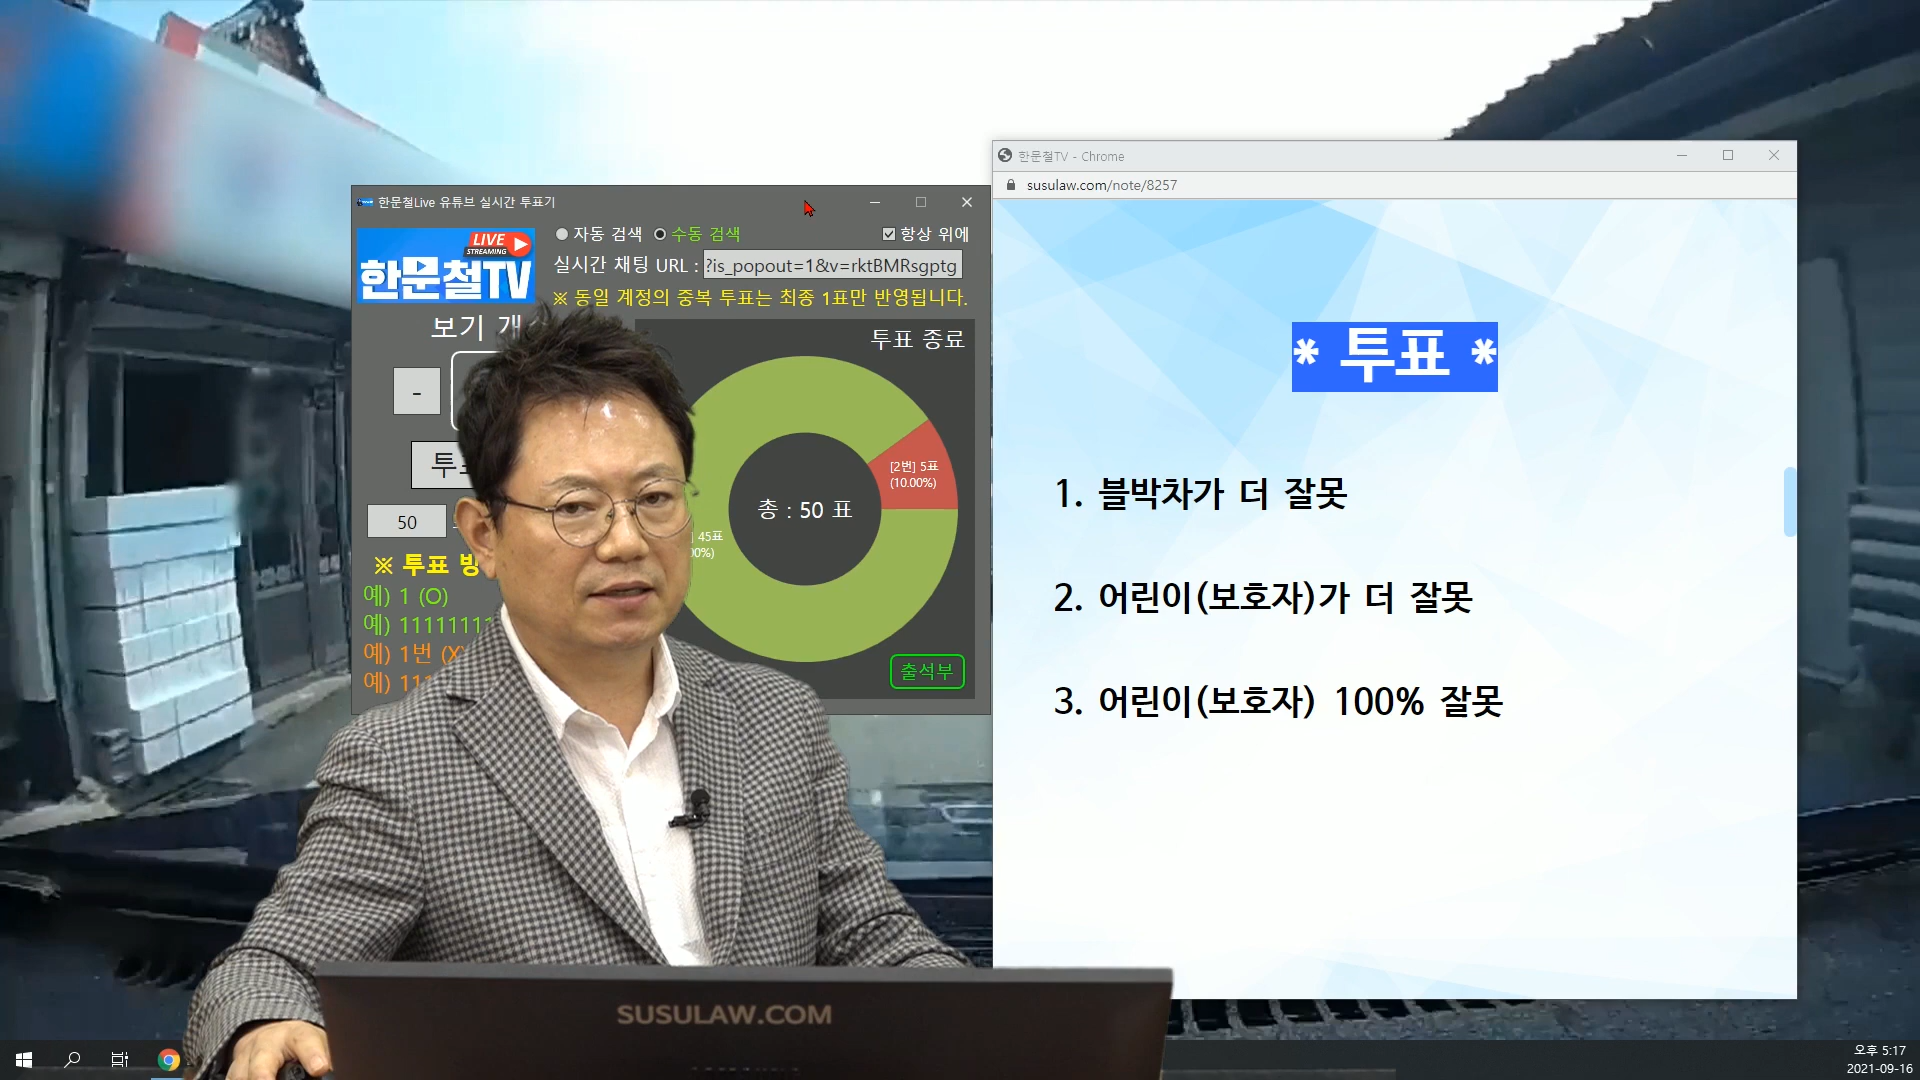 한문철Live 유튜브 실시간 투표기
LIVE
STREAMING
한문철TV
자동 검색
수동 검색
항상 위에
실시간 채팅 URL : ?is_popout=1&v=rktBMRsgptg
※ 동일 계정의 중복 투표는 최종 1표만 반영됩니다.
보기
-
50
※ 투표
예) 1 (O)
예) 11111111
예) 1번 (X)
예) 111
투표 종료
[2번] 5표
(10.00%)
총 : 50 표
45표
출석부
한문철TV - Chrome
susulaw.com/note/8257
* 투표 *
1. 블박차가 더 잘못
2. 어린이(보호자)가 더 잘못
3. 어린이(보호자) 100% 잘못
SUSULAW.COM
오후 5:17
2021-09-16